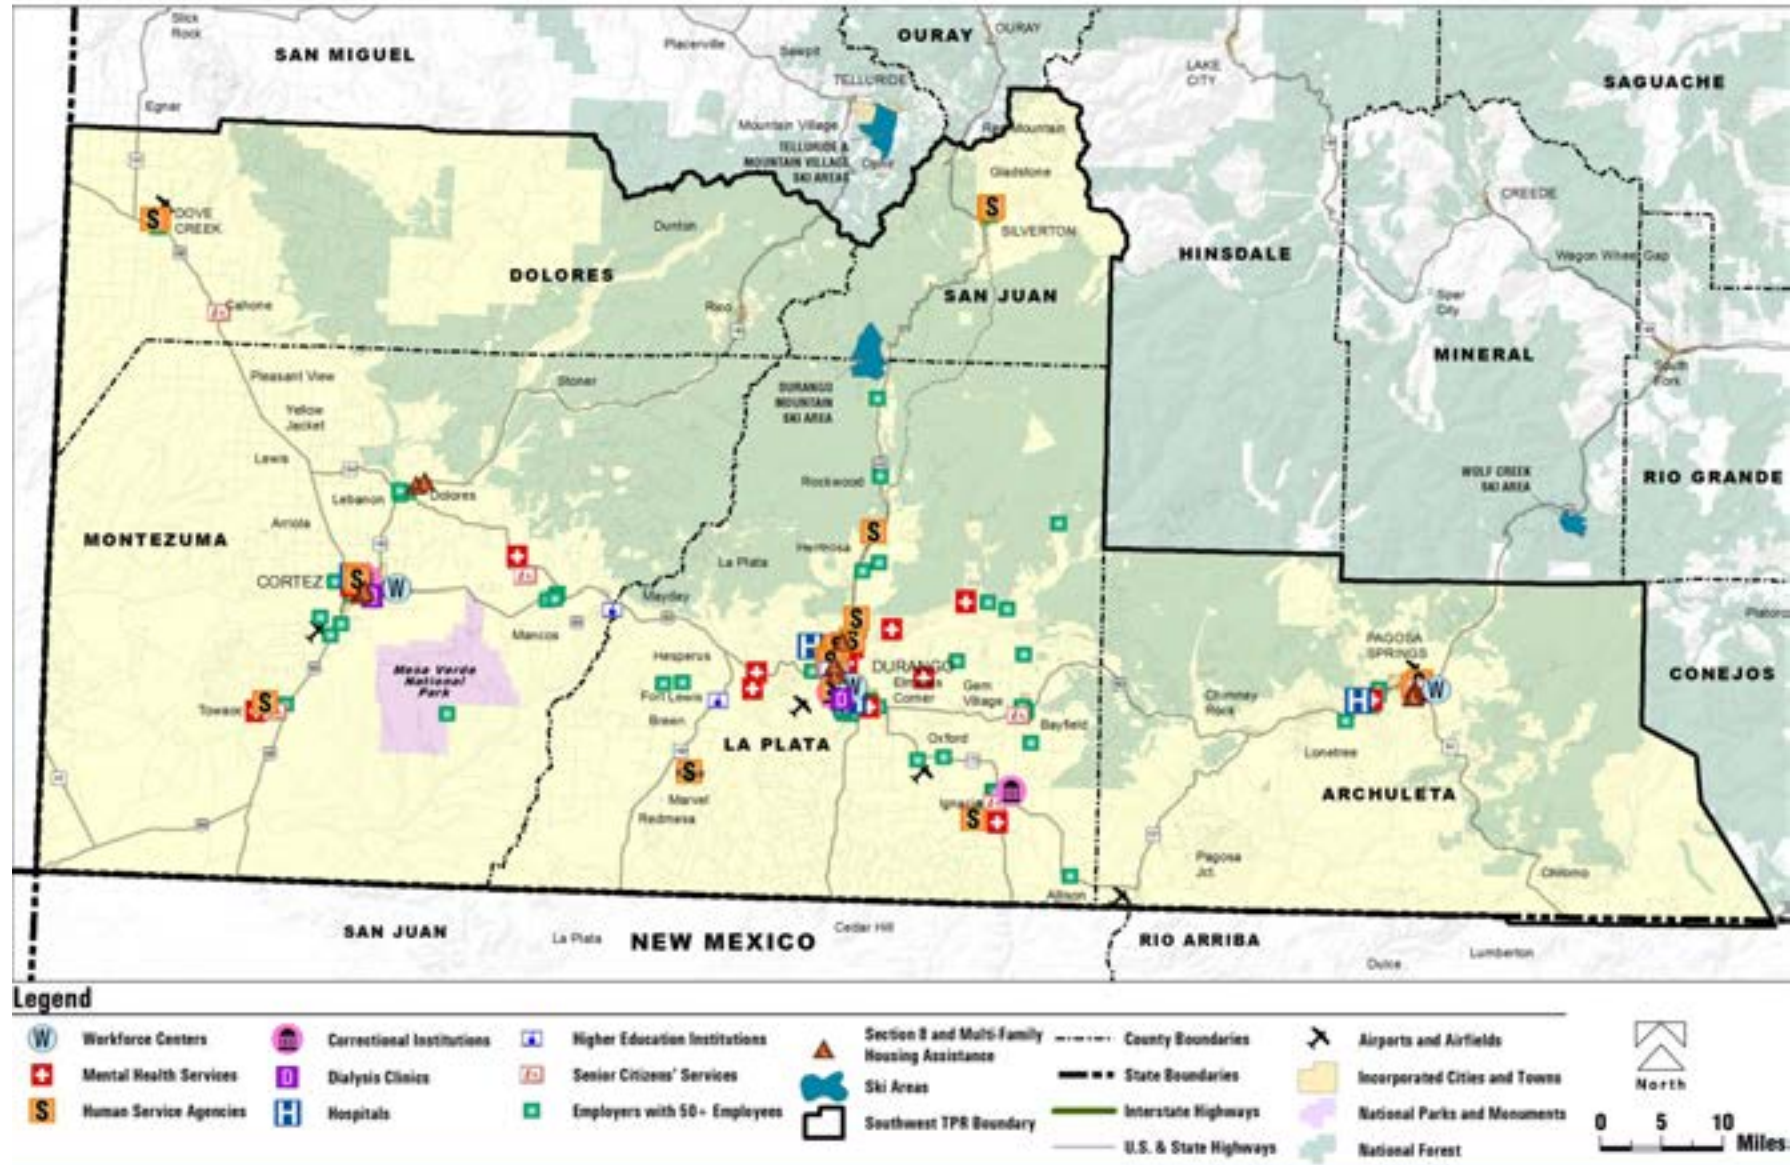 Slick
Rock
SAN MIGUEL
Egnar
Placerville
Sawpit
OURAY
OURAY
TELLURIDE
LAKE
CITY
SAGUACHE
Mountain Village
TELLURIDE &
MOUNTAIN VILLAGE
SKI AREAS
Ophir
Red Mountain
Gladstone
CREEDE
DOVE
CREEK
Dunton
SILVERTON
HINSDALE
Wagon Wheel Gap
DOLORES
SAN JUAN
Cahone
Rico
Spar
City
MINERAL
South
Fork
Pleasant View
Stoner
DURANGO
MOUNTAIN
SKI AREA
Yellow
Jacket
Lewis
Lebanon
Dolores
Rockwood
WOLF CREEK
SKI AREA
RIO GRANDE
Arriola
MONTEZUMA
Hermosa
La Plata
CORTEZ
Mayday
Mancos
Platoro
PAGOSA
SPRINGS
Hesperus
Mesa Verde
National
Park
DURANGO
Elmores
Corner
Gem
Village
CONEJOS
Fort Lewis
Chimney
Rock
Towaoc
Breen
Bayfield
LA PLATA
Oxford
Lonetree
Marvel
Ignacio
ARCHULETA
Redmesa
Pagosa
Jct.
Chromo
Allison
SAN JUAN
La Plata
NEW MEXICO
Cedar Hill
RIO ARRIBA
Dulce
Lumberton
Legend
W Workforce Centers
Mental Health Services
S Human Service Agencies
Correctional Institutions
D Dialysis Clinics
H Hospitals
Higher Education Institutions
Senior Citizens' Services
Employers with 50+ Employees
Section 8 and Multi-Family
Housing Assistance
Ski Areas
Southwest TPR Boundary
County Boundaries
State Boundaries
Interstate Highways
U.S. & State Highways
Airports and Airfields
Incorporated Cities and Towns
National Parks and Monuments
National Forest
North
0 5 10
Miles